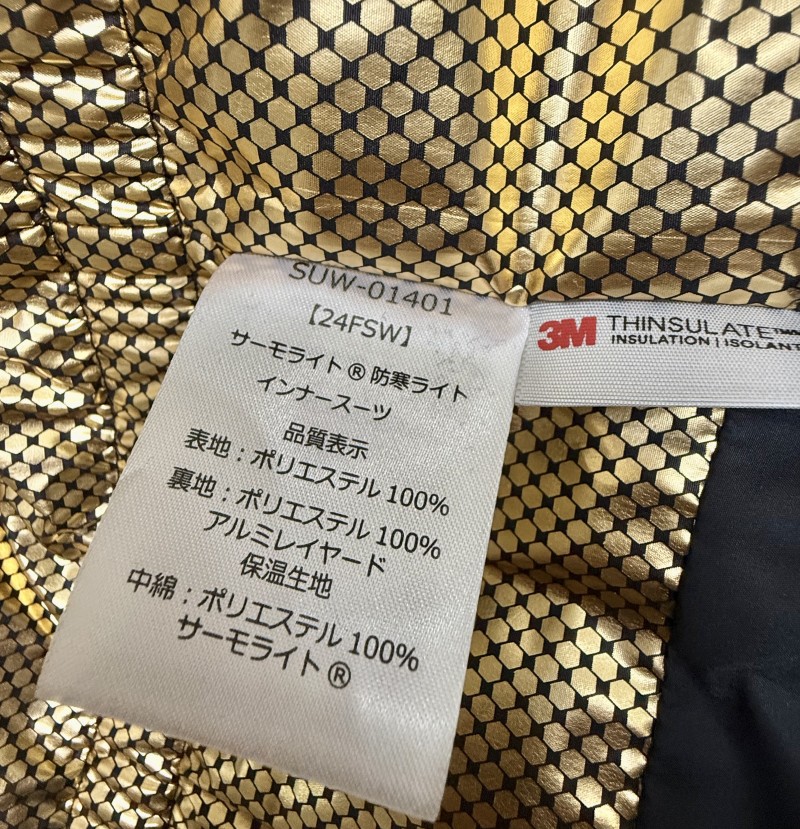 SUW-01401
【24FSW】
サーモライト®防寒ライト
インナースーツ
品質表示
表地：ポリエステル 100%
裏地：ポリエステル 100%
アルミレイヤード
保温生地
中綿：ポリエステル 100%
サーモライト®
3M THINSULATE™
INSULATION | ISOLANT